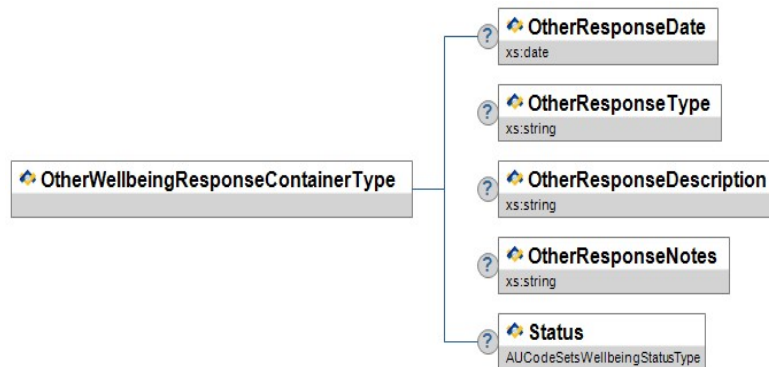 ?
OtherResponseDate
xs:date
?
OtherResponseType
xs:string
OtherWellbeingResponseContainerType
?
OtherResponseDescription
xs:string
?
OtherResponseNotes
xs:string
?
Status
AUCodeSetsWellbeingStatusType